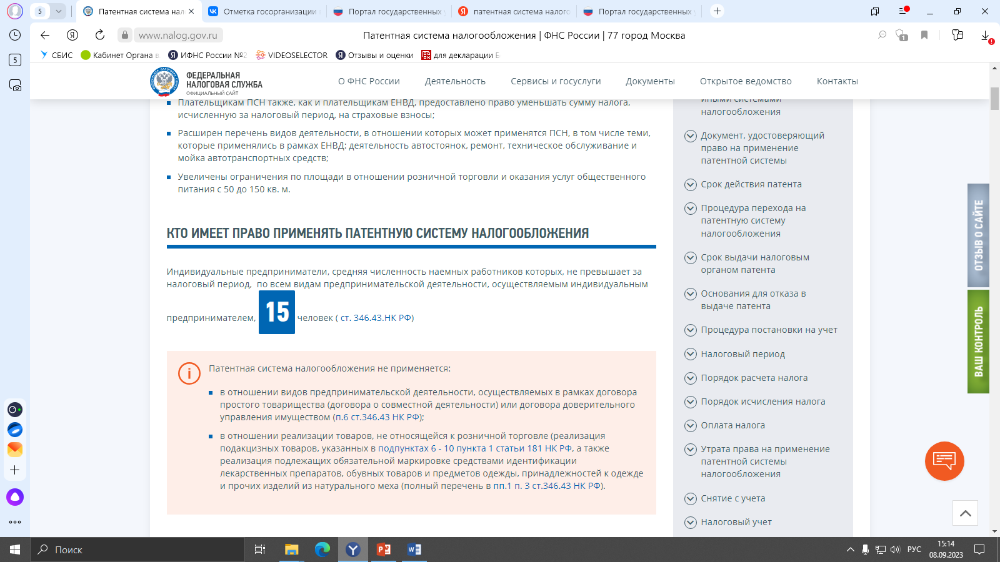 5
Патентная система нал
Отметка госорганизации
Портал государственных
патентная система налого
Портал государственных
www.nalog.gov.ru
Патентная система налогообложения | ФНС России | 77 город Москва
1
СБИС
Кабинет Органа в
ИФНС России №2
VIDEOSELECTOR
Отзывы и оценки
для декларации Б
5
ФЕДЕРАЛЬНАЯ
НАЛОГОВАЯ СЛУЖБА
ОФИЦИАЛЬНЫЙ САЙТ
О ФНС России
Деятельность
Сервисы и госуслуги
Документы
Открытое ведомство
Контакты
Плательщикам ПСН также, как и плательщикам ЕНВД, предоставлено право уменьшать сумму налога,
исчисленную за налоговый период, на страховые взносы;
Расширен перечень видов деятельности, в отношении которых может применятся ПСН, в том числе теми,
которые применялись в рамках ЕНВД: деятельность автостоянок, ремонт, техническое обслуживание и
мойка автотранспортных средств;
Увеличены ограничения по площади в отношении розничной торговли и оказания услуг общественного
питания с 50 до 150 кв. м.
КТО ИМЕЕТ ПРАВО ПРИМЕНЯТЬ ПАТЕНТНУЮ СИСТЕМУ НАЛОГООБЛОЖЕНИЯ
Индивидуальные предприниматели, средняя численность наемных работников которых, не превышает за
налоговый период, по всем видам предпринимательской деятельности, осуществляемым индивидуальным
предпринимателем, 15 человек ( ст. 346.43.НК РФ)
Патентная система налогообложения не применяется:
в отношении видов предпринимательской деятельности, осуществляемых в рамках договора
простого товарищества (договора о совместной деятельности) или договора доверительного
управления имуществом (п.6 ст.346.43 НК РФ);
в отношении реализации товаров, не относящейся к розничной торговле (реализация
подакцизных товаров, указанных в подпунктах 6 - 10 пункта 1 статьи 181 НК РФ, а также
реализация подлежащих обязательной маркировке средствами идентификации
лекарственных препаратов, обувных товаров и предметов одежды, принадлежностей к одежде
и прочих изделий из натурального меха (полный перечень в пп.1 п. 3 ст.346.43 НК РФ).
иными системами
налогообложения
Документ, удостоверяющий
право на применение
патентной системы
Срок действия патента
Процедура перехода на
патентную систему
налогообложения
Срок выдачи налоговым
органом патента
Основания для отказа в
выдаче патента
Процедура постановки на учет
Налоговый период
Порядок расчета налога
Порядок исчисления налога
Оплата налога
Утрата права на применение
патентной системы
налогообложения
Снятие с учета
Налоговый учет
ОТЗЫВ О САЙТЕ
ВАШ КОНТРОЛЬ
Поиск
РУС
15:14
08.09.2023